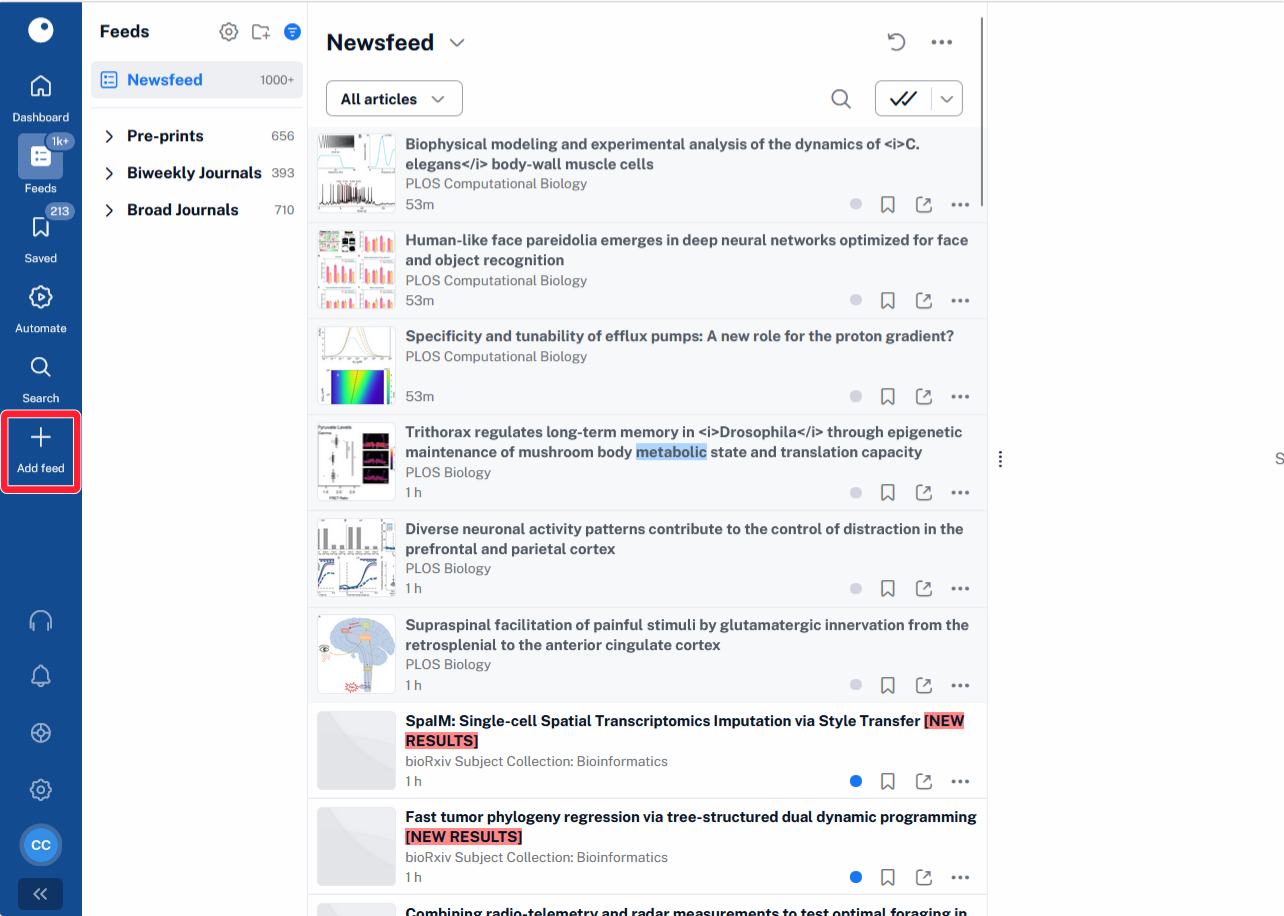 Dashboard
1k+
Feeds
213
Saved
Automate
Search
Add feed
CC
Feeds
Newsfeed 1000+
Pre-prints 656
Biweekly Journals 393
Broad Journals 710
Newsfeed
All articles
Biophysical modeling and experimental analysis of the dynamics of <i>C.
elegans</i> body-wall muscle cells
PLOS Computational Biology
53m
Human-like face pareidolia emerges in deep neural networks optimized for face
and object recognition
PLOS Computational Biology
53m
Specificity and tunability of efflux pumps: A new role for the proton gradient?
PLOS Computational Biology
53m
Trithorax regulates long-term memory in <i>Drosophila</i> through epigenetic
maintenance of mushroom body metabolic state and translation capacity
PLOS Biology
1 h
Diverse neuronal activity patterns contribute to the control of distraction in the
prefrontal and parietal cortex
PLOS Biology
1 h
Supraspinal facilitation of painful stimuli by glutamatergic innervation from the
retrosplenial to the anterior cingulate cortex
PLOS Biology
1 h
SpaIM: Single-cell Spatial Transcriptomics Imputation via Style Transfer [NEW
RESULTS]
bioRxiv Subject Collection: Bioinformatics
1 h
Fast tumor phylogeny regression via tree-structured dual dynamic programming
[NEW RESULTS]
bioRxiv Subject Collection: Bioinformatics
1 h
Combining radio-telemetry and radar measurements to test optimal foraging in
S